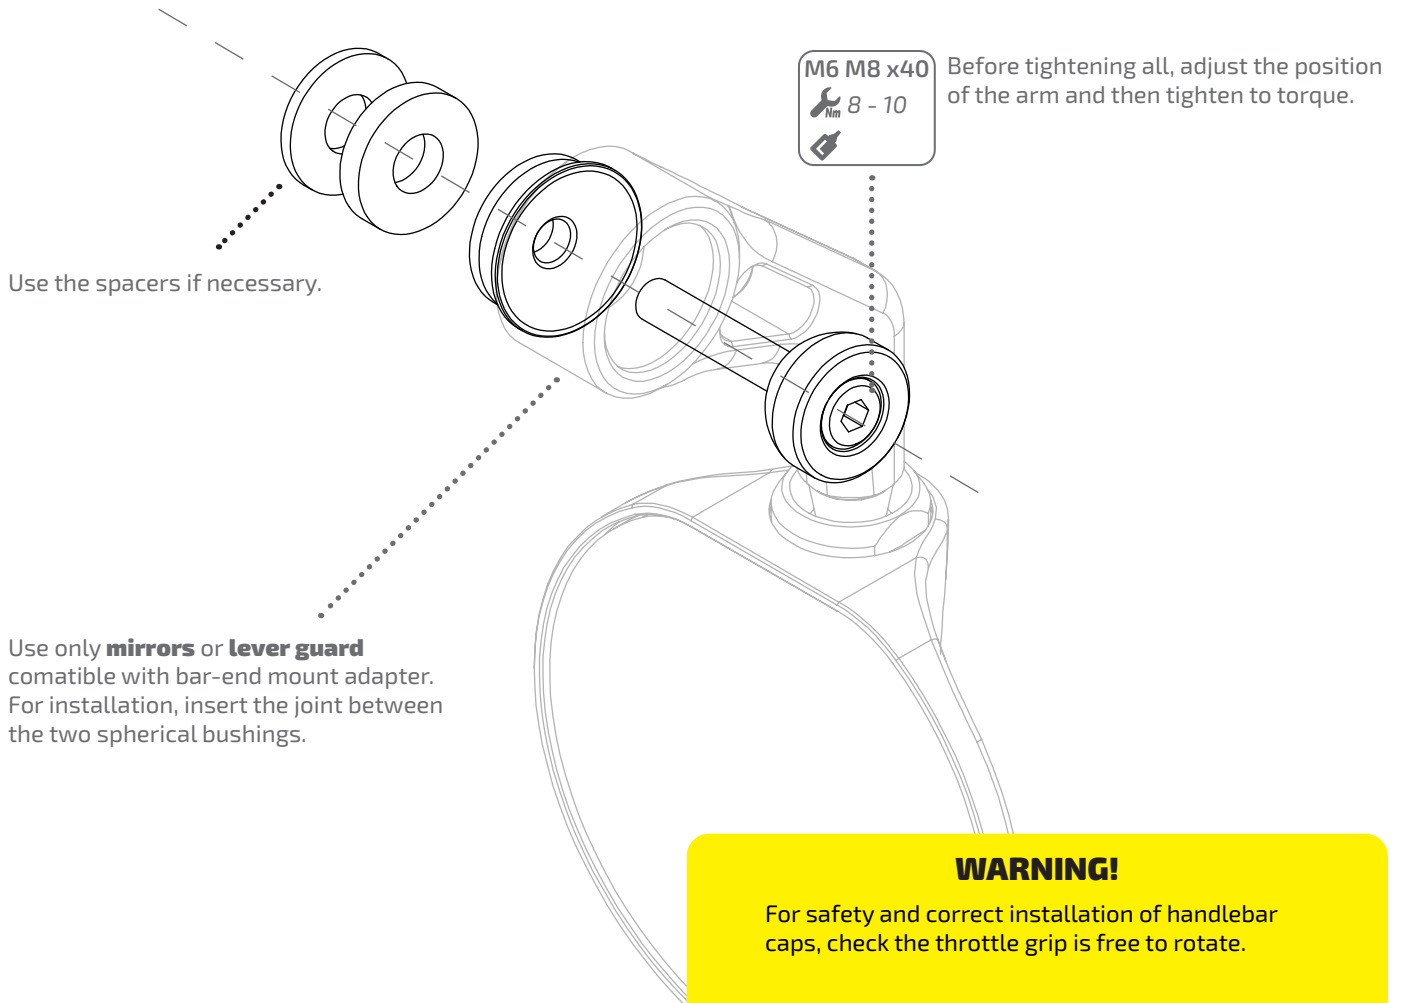 M6 M8 x40
Nm 8 - 10
Before tightening all, adjust the position
of the arm and then tighten to torque.
Use the spacers if necessary.
Use only mirrors or lever guard
comatible with bar-end mount adapter.
For installation, insert the joint between
the two spherical bushings.
WARNING!
For safety and correct installation of handlebar
caps, check the throttle grip is free to rotate.